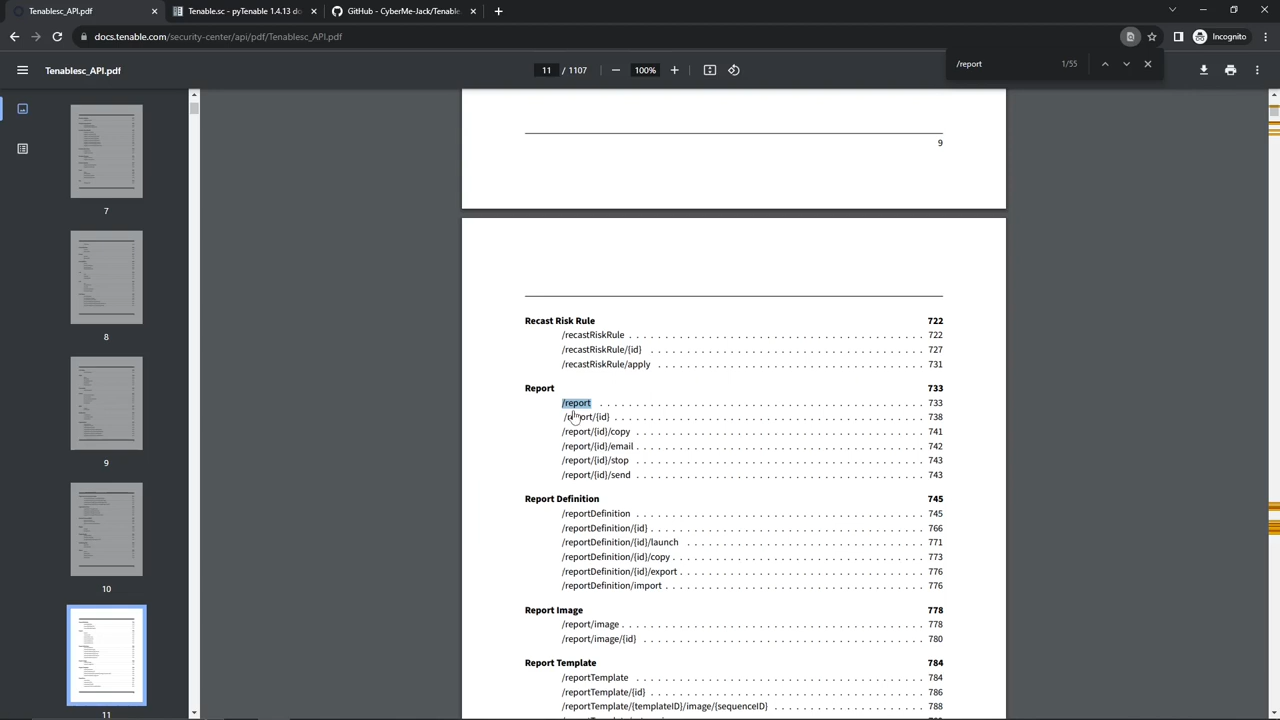 Tenablesc_API.pdf
Tenable.sc - pyTenable 1.4.13 do
GitHub - CyberMe-Jack/Tenable
docs.tenable.com/security-center/api/pdf/Tenablesc_API.pdf
Incognito
Tenablesc_API.pdf
11 / 1107
100%
/report
1/55
7
8
9
10
11
9
Recast Risk Rule 722
/recastRiskRule 722
/recastRiskRule/{id} 727
/recastRiskRule/apply 731
Report 733
/report 733
/report/{id} 738
/report/{id}/copy 741
/report/{id}/email 742
/report/{id}/stop 743
/report/{id}/send 743
Report Definition 745
/reportDefinition 745
/reportDefinition/{id} 766
/reportDefinition/{id}/launch 771
/reportDefinition/{id}/copy 773
/reportDefinition/{id}/export 776
/reportDefinition/import 776
Report Image 778
/report/image 778
/report/image/{id} 780
Report Template 784
/reportTemplate 784
/reportTemplate/{id} 786
/reportTemplate/{templateID}/image/{sequenceID} 788